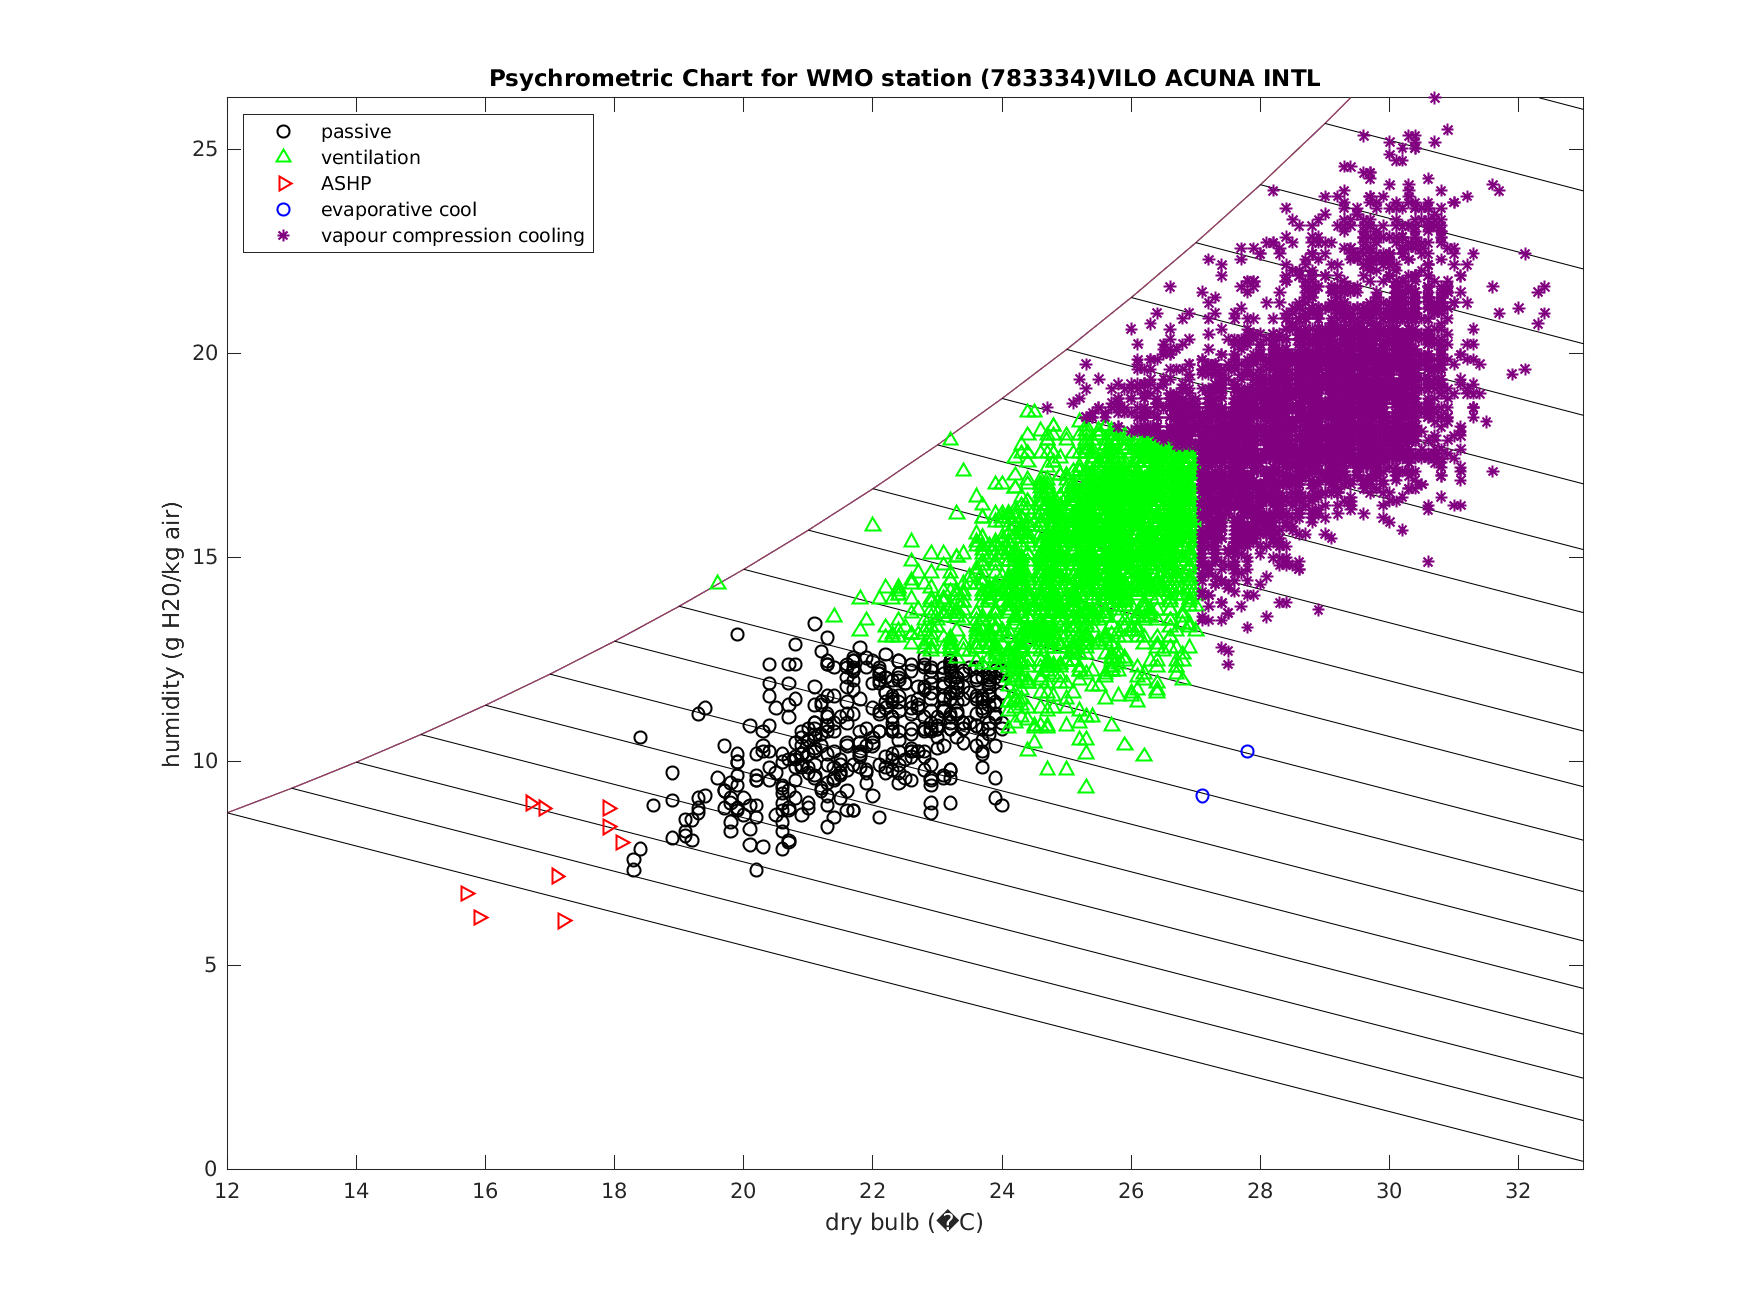 Psychrometric Chart for WMO station (783334)VILO ACUNA INTL
passive
ventilation
ASHP
evaporative cool
vapour compression cooling
25
20
15
10
5
0
humidity (g H20/kg air)
12 14 16 18 20 22 24 26 28 30 32
dry bulb (�C)